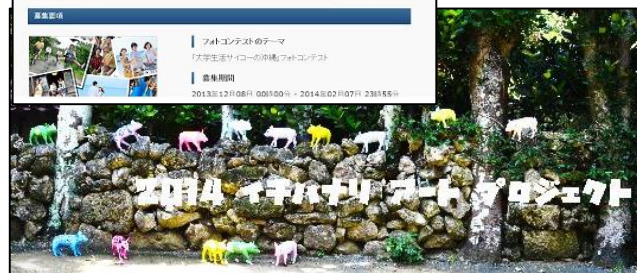 募集要項
フォトコンテストのテーマ
「大学生活サイコーの沖縄」フォトコンテスト
募集期間
2013年12月08日 00時00分 - 2014年02月07日 23時55分
2014 イチハナリ アート プロジェクト